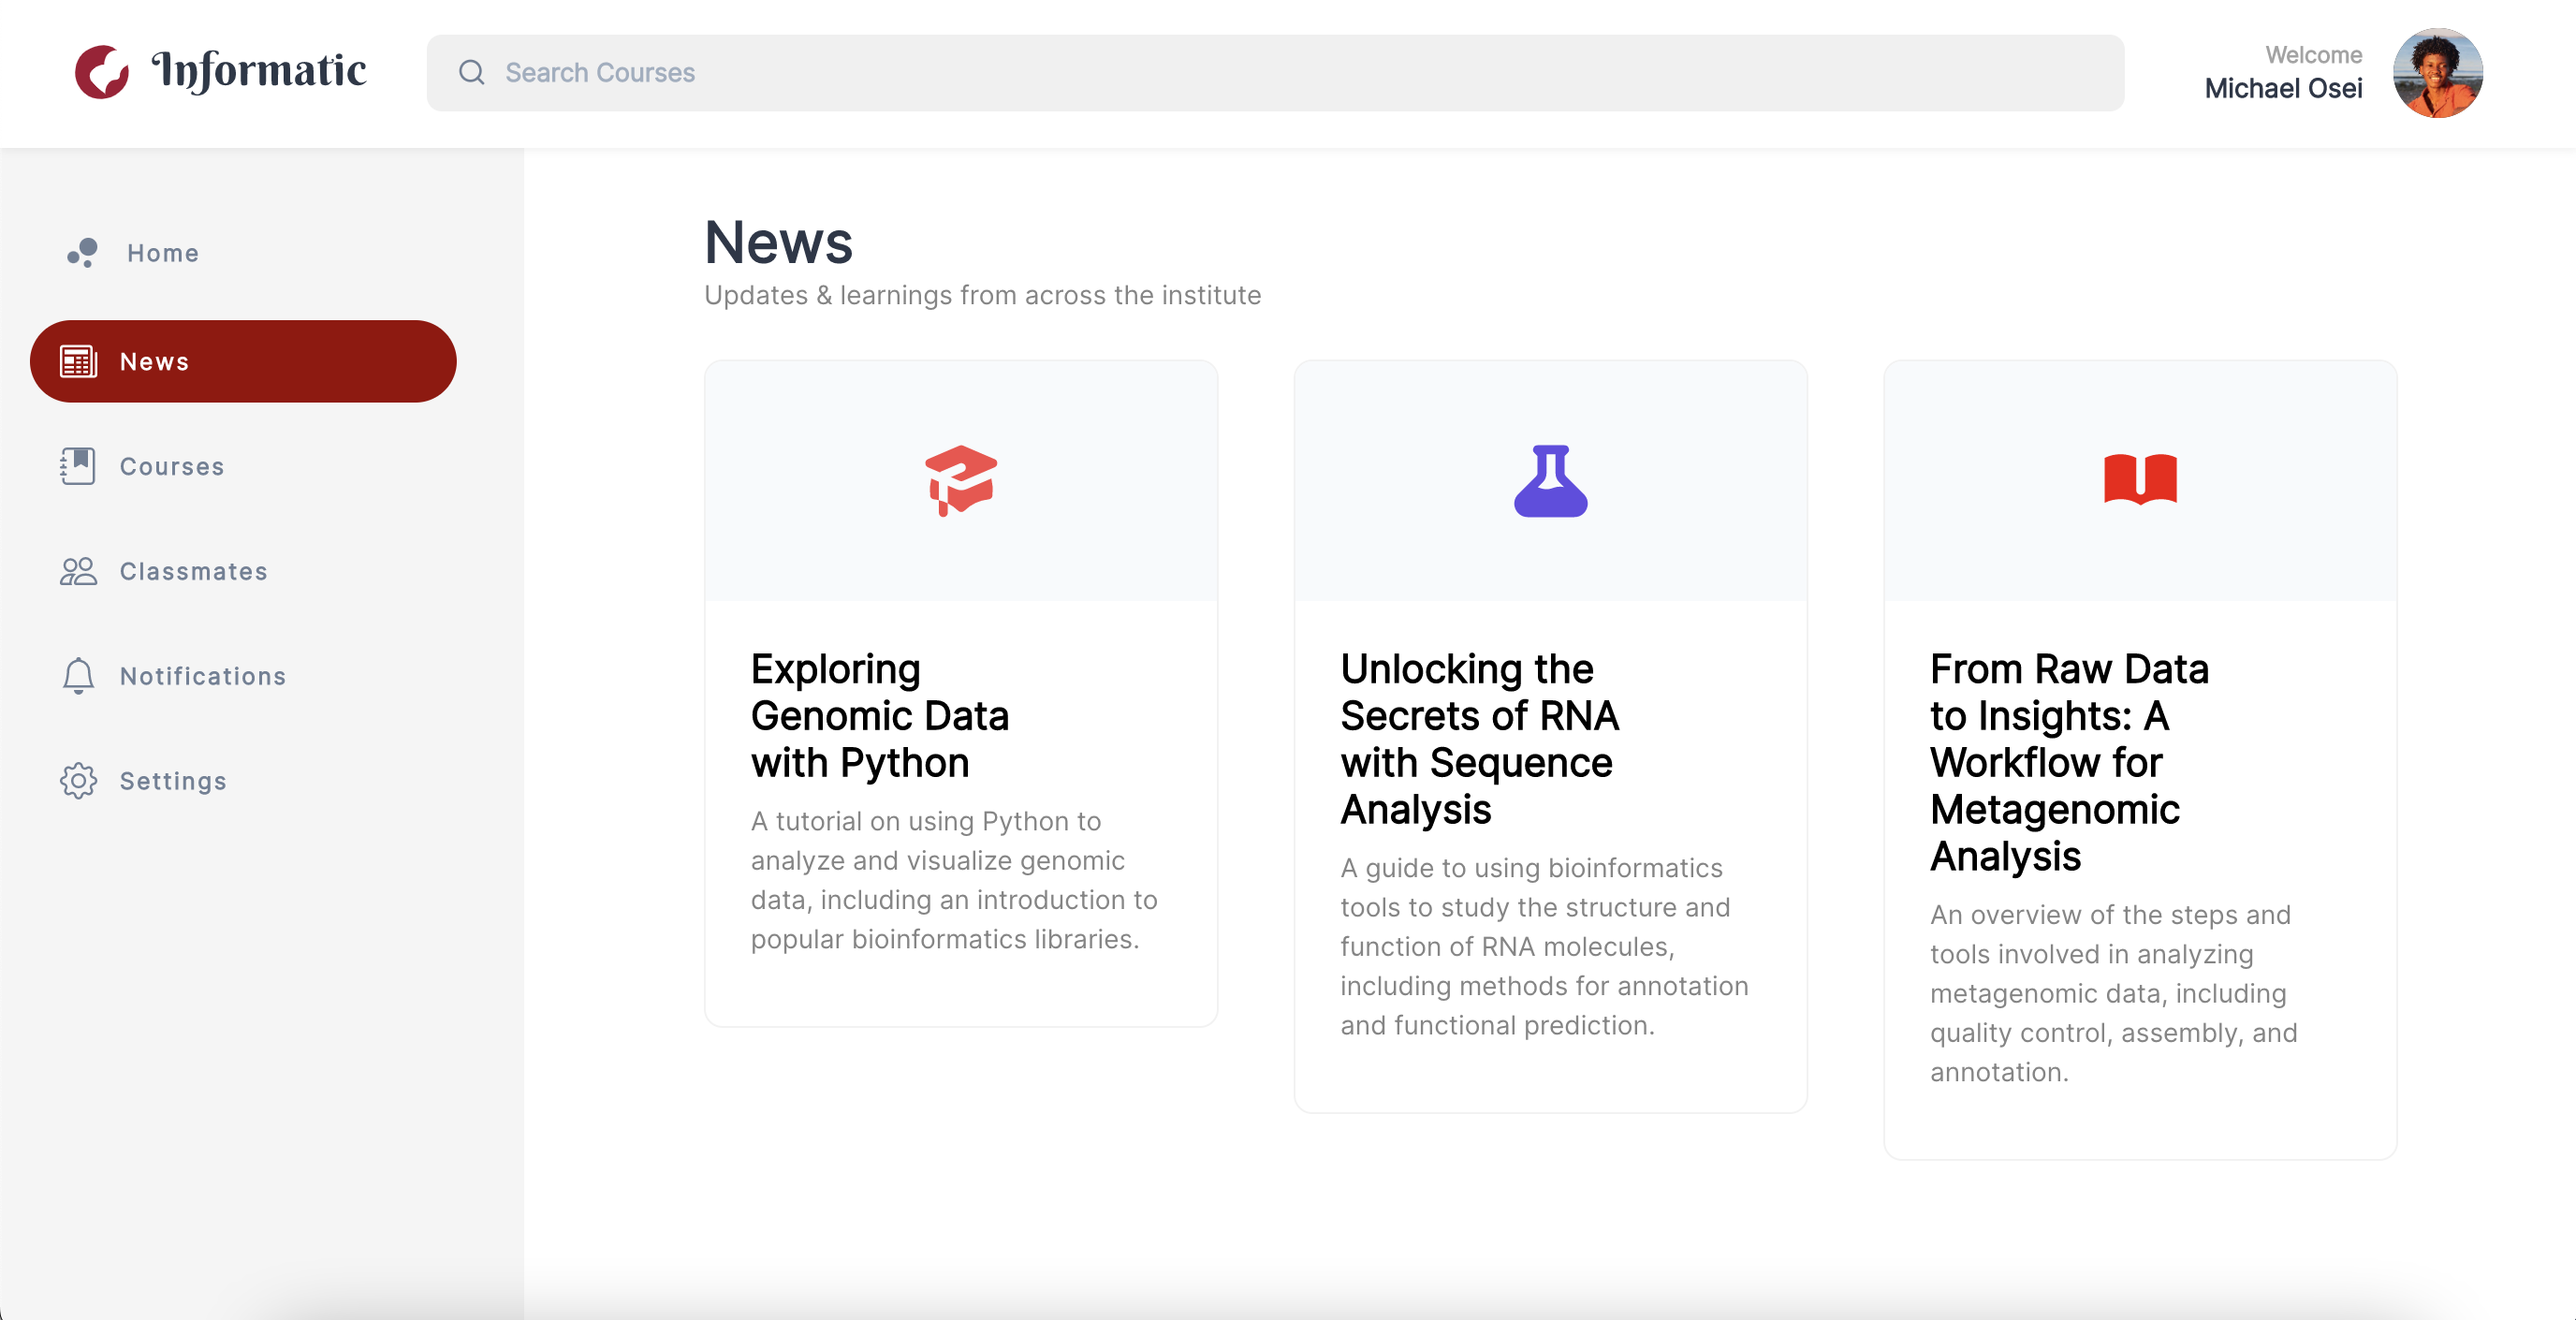 Informatic
Search Courses
Welcome
Michael Osei
Home
News
Courses
Classmates
Notifications
Settings
News
Updates & learnings from across the institute
Exploring
Genomic Data
with Python
A tutorial on using Python to
analyze and visualize genomic
data, including an introduction to
popular bioinformatics libraries.
Unlocking the
Secrets of RNA
with Sequence
Analysis
A guide to using bioinformatics
tools to study the structure and
function of RNA molecules,
including methods for annotation
and functional prediction.
From Raw Data
to Insights: A
Workflow for
Metagenomic
Analysis
An overview of the steps and
tools involved in analyzing
metagenomic data, including
quality control, assembly, and
annotation.